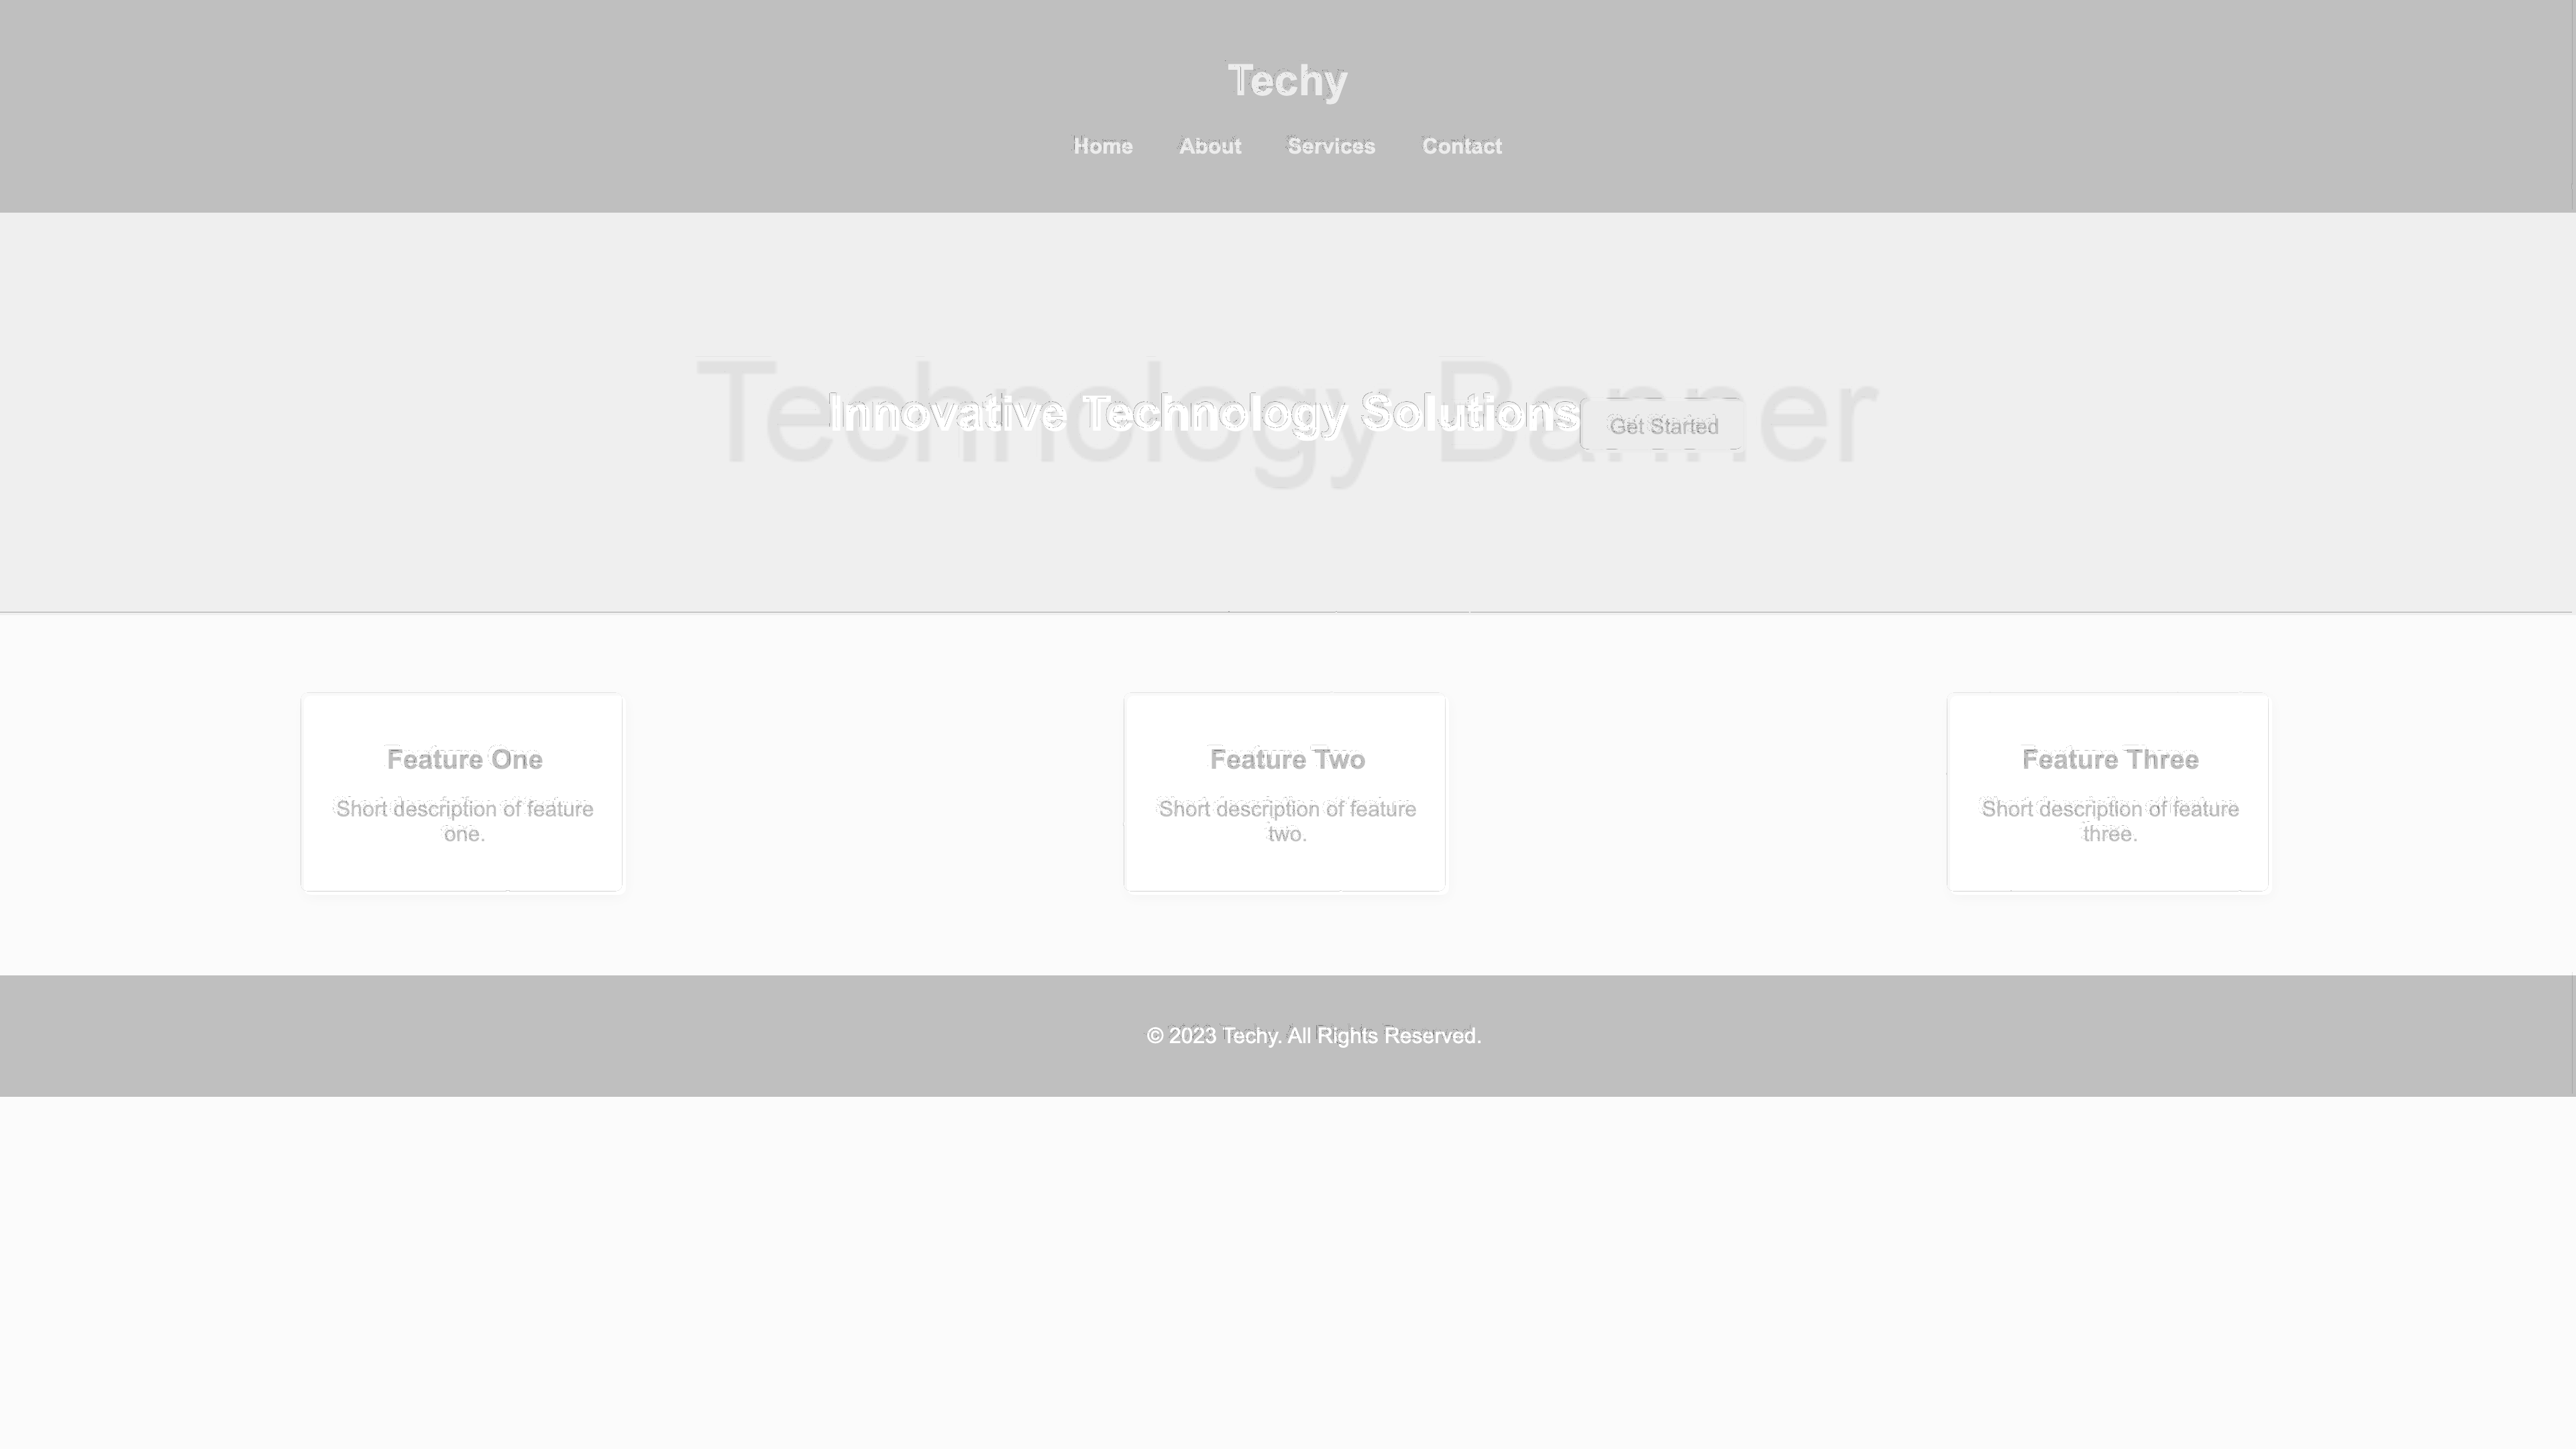 Techy
Home About Services Contact
Technology Banner
Innovative Technology Solutions Get Started
Feature One
Short description of feature
one.
Feature Two
Short description of feature
two.
Feature Three
Short description of feature
three.
© 2023 Techy. All Rights Reserved.